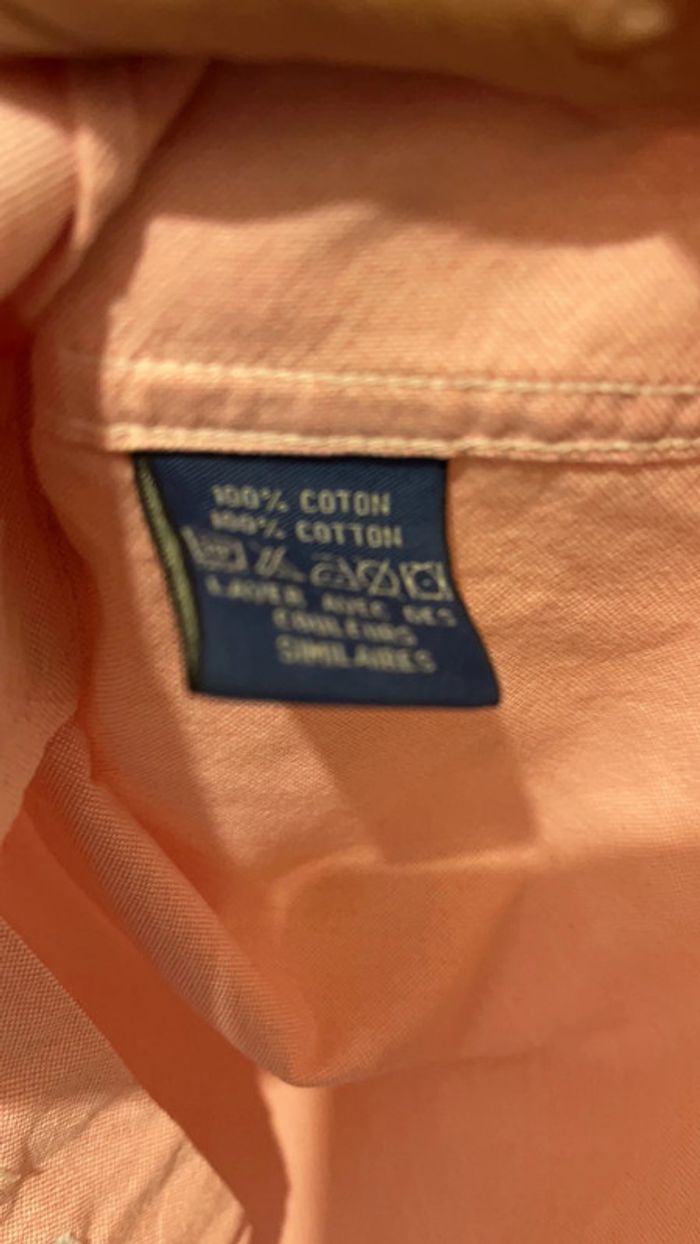 100% COTON
100% COTTON
LAVER AVEC DES
COULEURS
SIMILAIRES